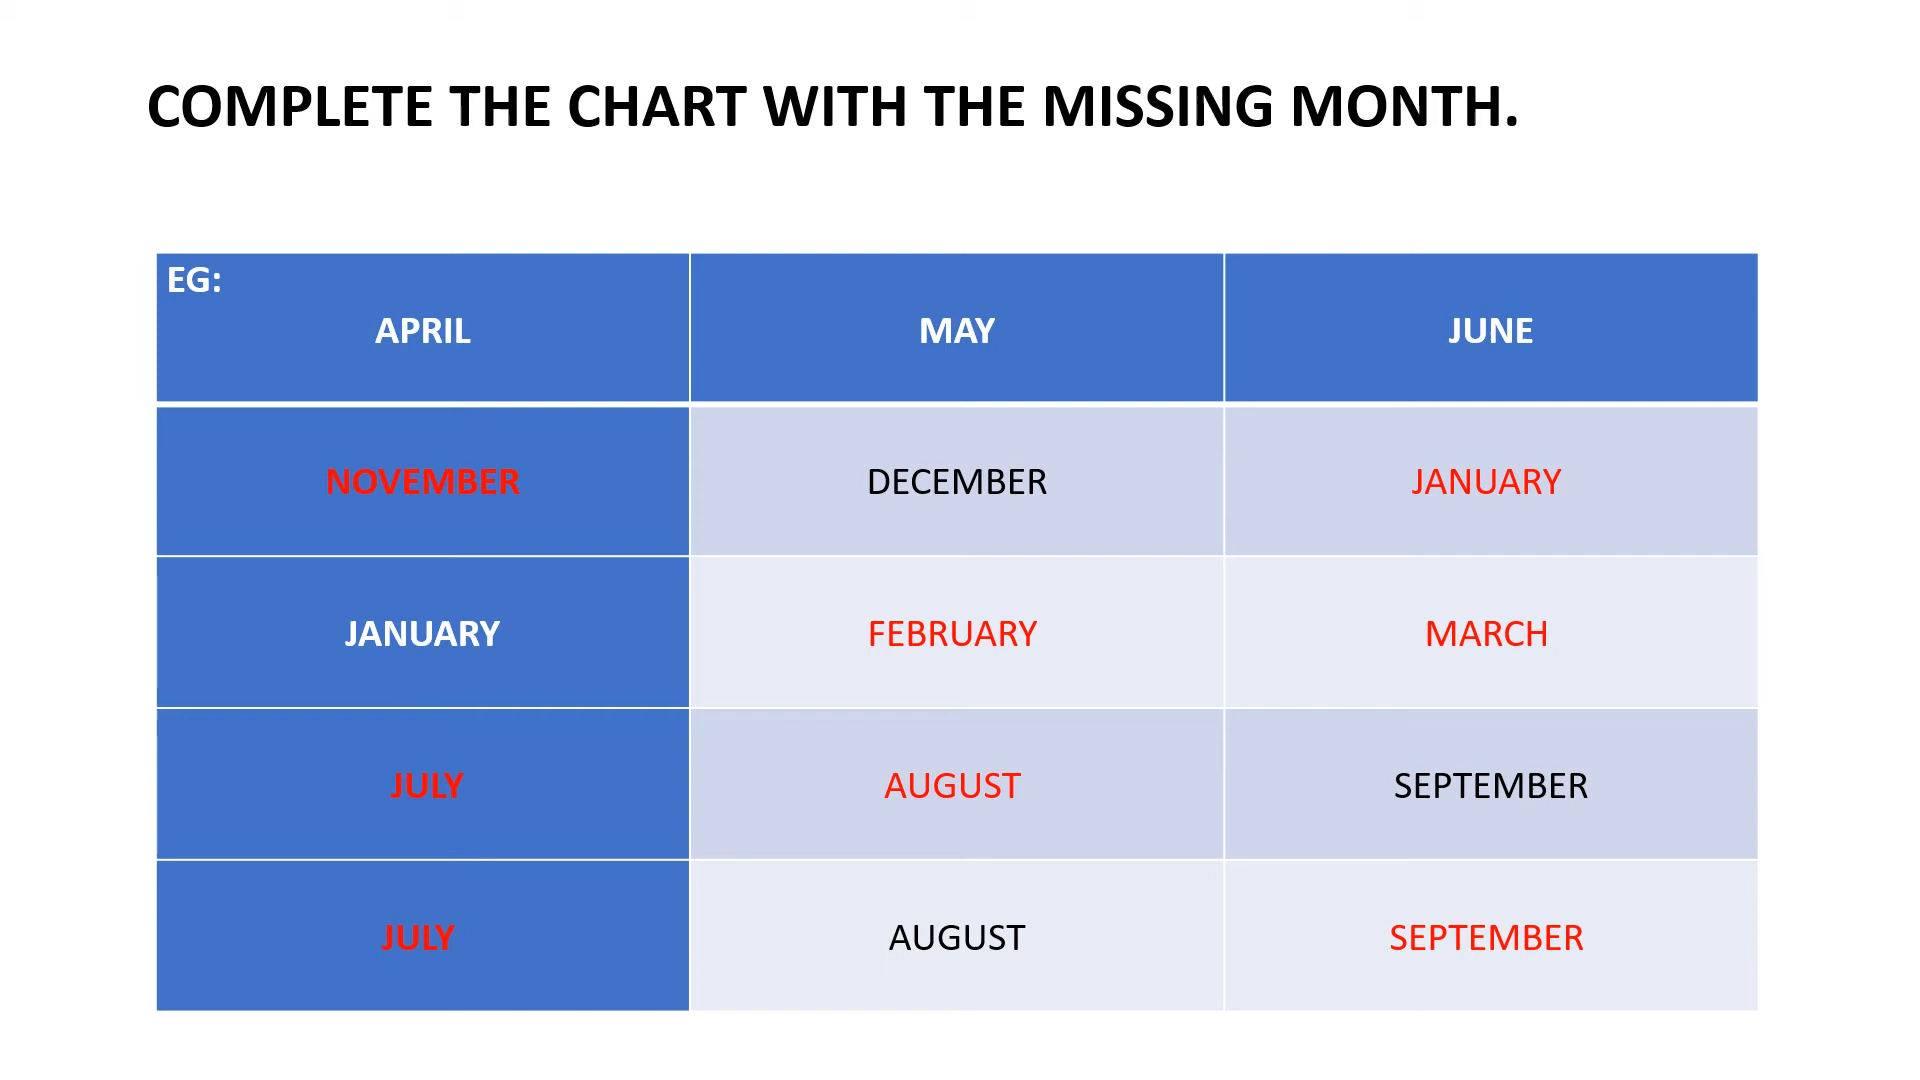 COMPLETE THE CHART WITH THE MISSING MONTH.
EG:
APRIL MAY JUNE
NOVEMBER DECEMBER JANUARY
JANUARY FEBRUARY MARCH
JULY AUGUST SEPTEMBER
JULY AUGUST SEPTEMBER